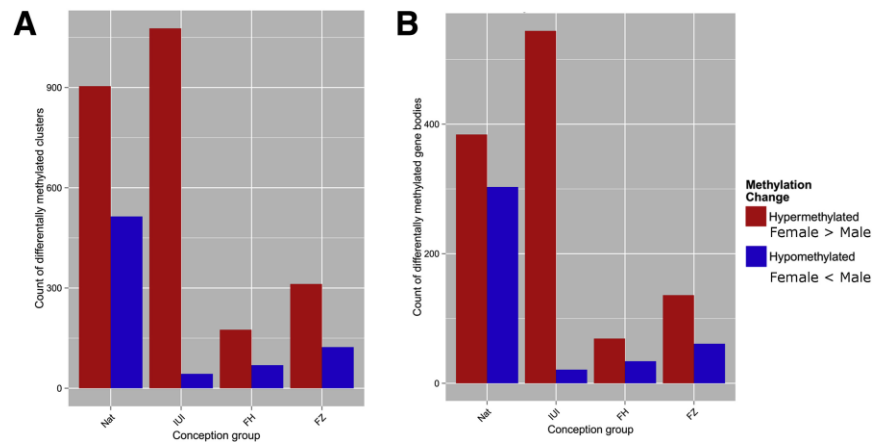 A
Count of differentially methylated clusters
900
600
300
0
Nat
IUI
FH
FZ
Conception group
B
Count of differentially methylated gene bodies
400
200
0
Nat
IUI
FH
FZ
Conception group
Methylation
Change
Hypermethylated
Female > Male
Hypomethylated
Female < Male